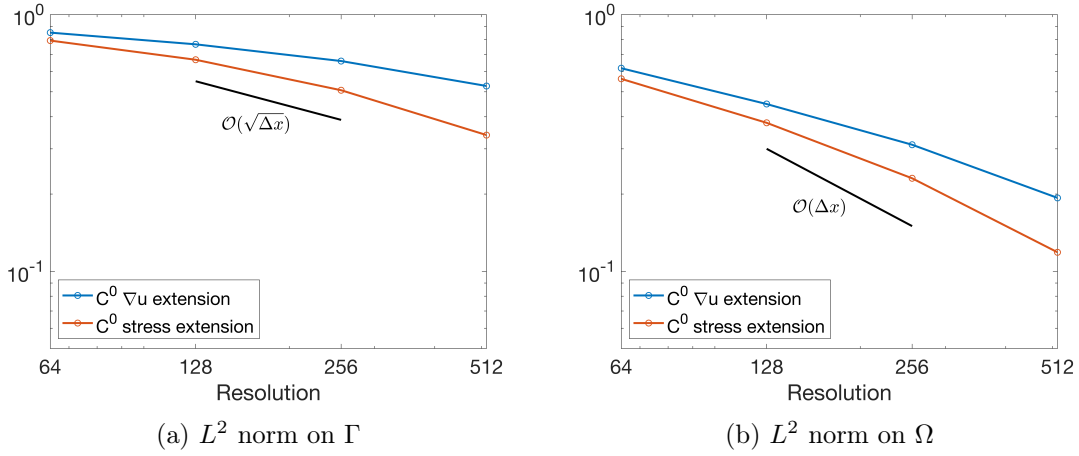 10^0
10^-1
O(√Δx)
C^0 ∇u extension
C^0 stress extension
64 128 256 512
Resolution
(a) L^2 norm on Γ
10^0
10^-1
O(Δx)
C^0 ∇u extension
C^0 stress extension
64 128 256 512
Resolution
(b) L^2 norm on Ω